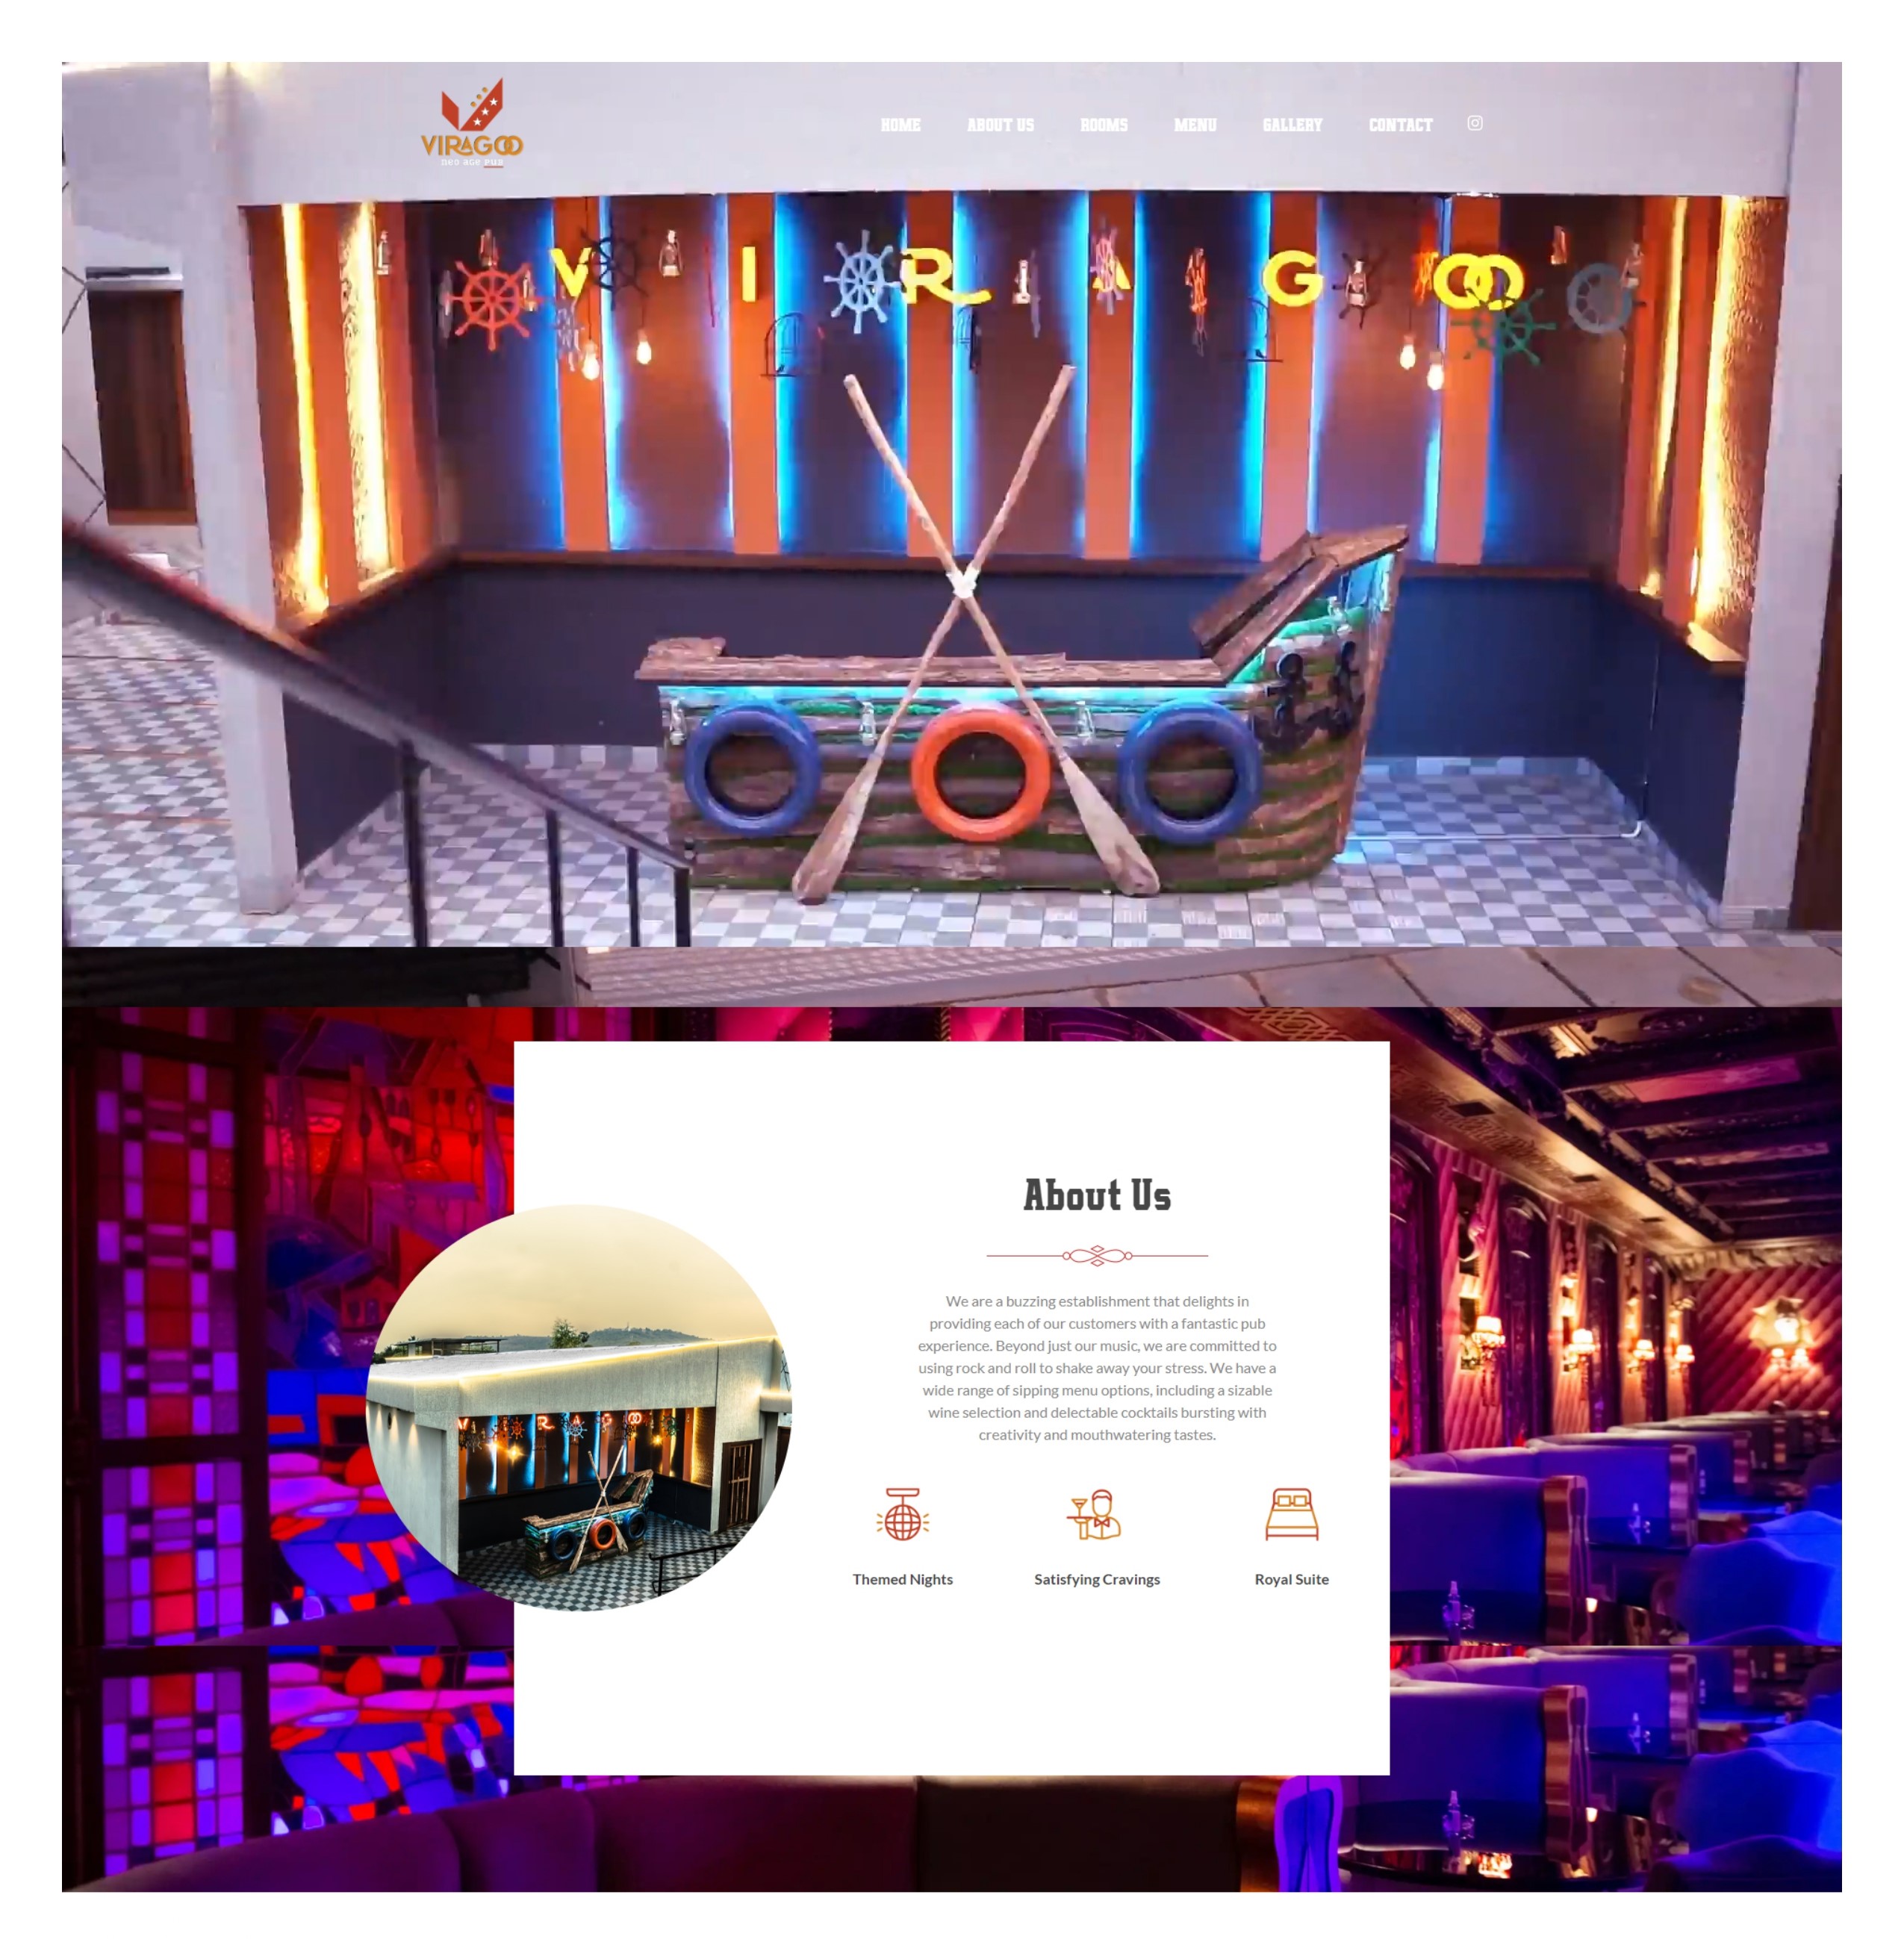 VIRAGOO
neo age pub
HOME ABOUT US ROOMS MENU GALLERY CONTACT
V I R A G OO
About Us
We are a buzzing establishment that delights in
providing each of our customers with a fantastic pub
experience. Beyond just our music, we are committed to
using rock and roll to shake away your stress. We have a
wide range of sipping menu options, including a sizable
wine selection and delectable cocktails bursting with
creativity and mouthwatering tastes.
V I R A G OO
Themed Nights Satisfying Cravings Royal Suite